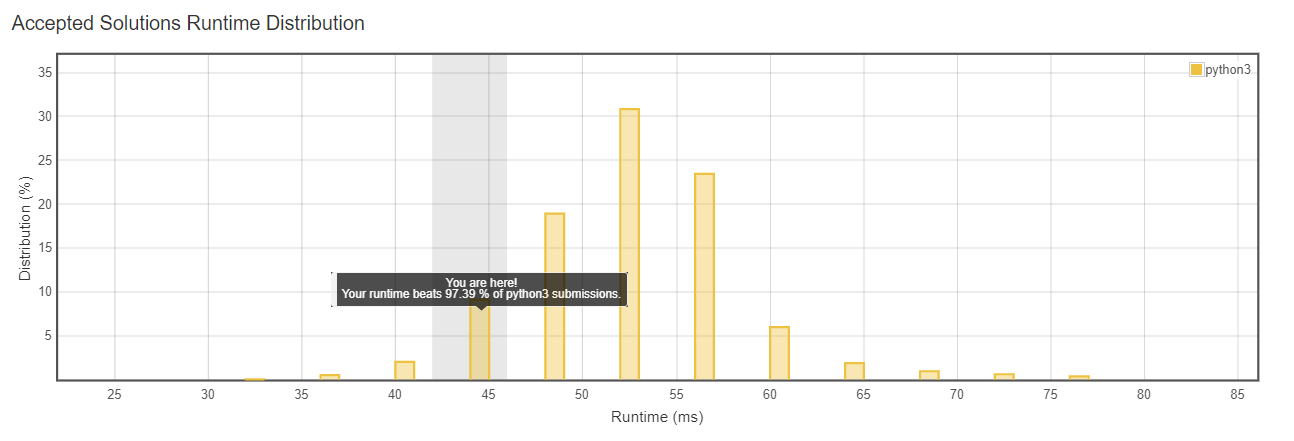 Accepted Solutions Runtime Distribution
python3
35
30
25
20
15
10
5
Distribution (%)
You are here!
Your runtime beats 97.39 % of python3 submissions.
25 30 35 40 45 50 55 60 65 70 75 80 85
Runtime (ms)